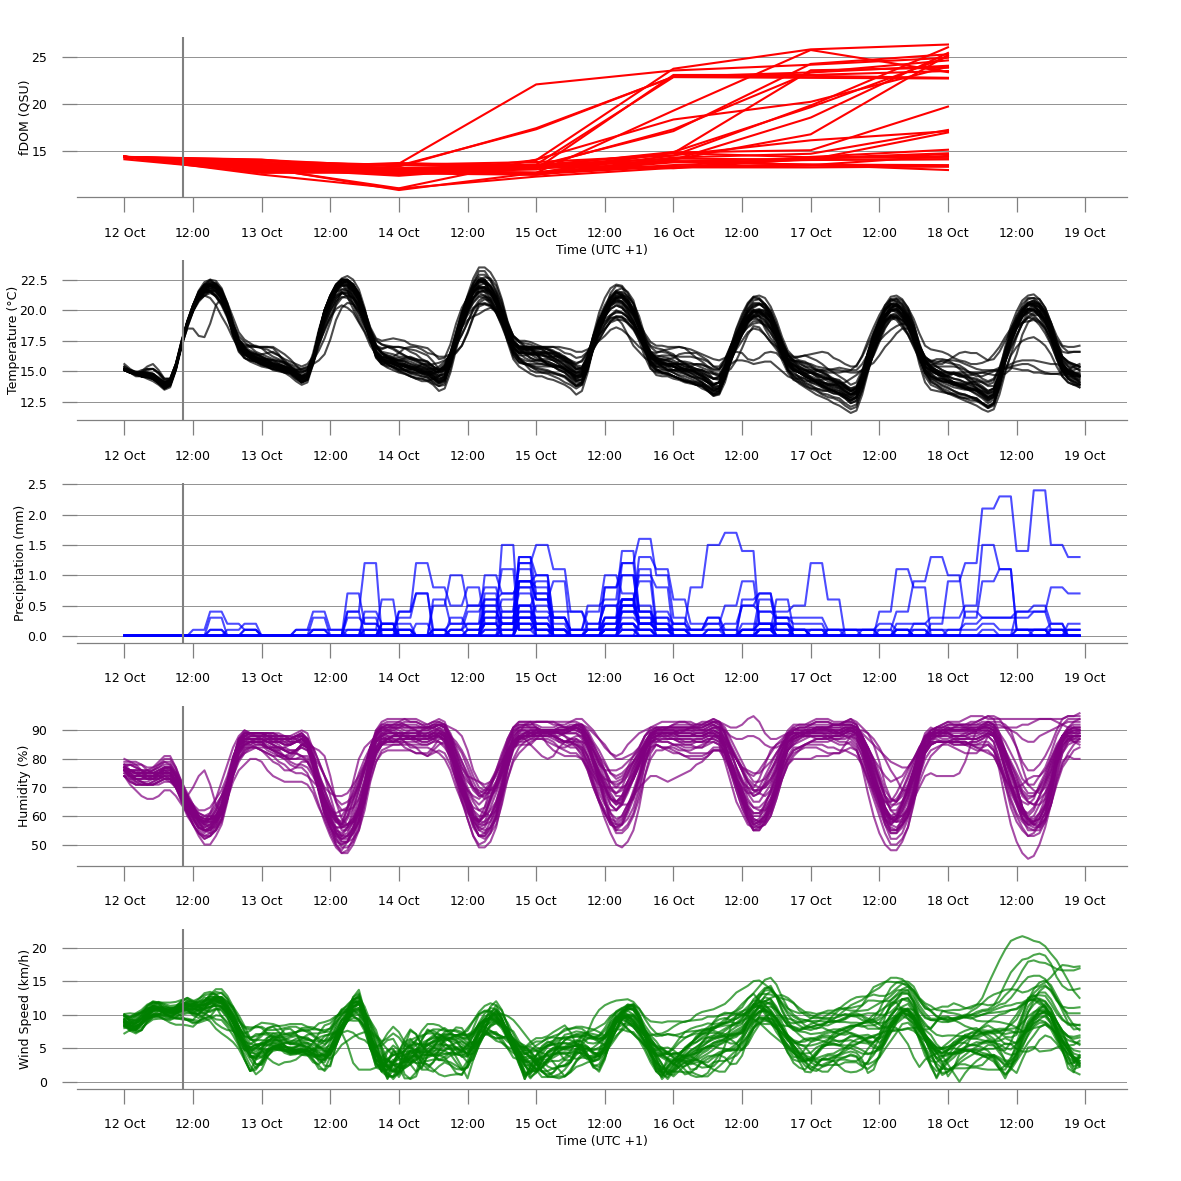 fDOM (QSU)
25
20
15
12 Oct 12:00 13 Oct 12:00 14 Oct 12:00 15 Oct 12:00 16 Oct 12:00 17 Oct 12:00 18 Oct 12:00 19 Oct
Time (UTC +1)
Temperature (°C)
22.5
20.0
17.5
15.0
12.5
12 Oct 12:00 13 Oct 12:00 14 Oct 12:00 15 Oct 12:00 16 Oct 12:00 17 Oct 12:00 18 Oct 12:00 19 Oct
Precipitation (mm)
2.5
2.0
1.5
1.0
0.5
0.0
12 Oct 12:00 13 Oct 12:00 14 Oct 12:00 15 Oct 12:00 16 Oct 12:00 17 Oct 12:00 18 Oct 12:00 19 Oct
Humidity (%)
90
80
70
60
50
12 Oct 12:00 13 Oct 12:00 14 Oct 12:00 15 Oct 12:00 16 Oct 12:00 17 Oct 12:00 18 Oct 12:00 19 Oct
Wind Speed (km/h)
20
15
10
5
0
12 Oct 12:00 13 Oct 12:00 14 Oct 12:00 15 Oct 12:00 16 Oct 12:00 17 Oct 12:00 18 Oct 12:00 19 Oct
Time (UTC +1)